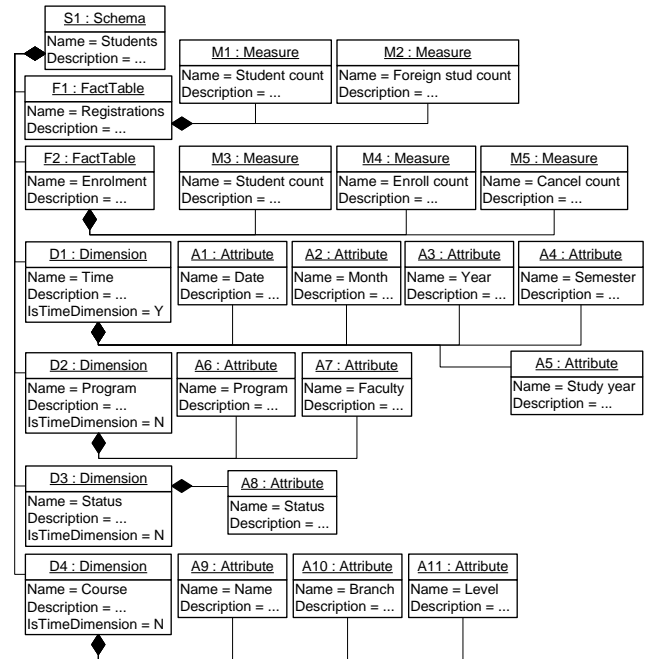 S1 : Schema
Name = Students
Description = ...
M1 : Measure
Name = Student count
Description = ...
M2 : Measure
Name = Foreign stud count
Description = ...
F1 : FactTable
Name = Registrations
Description = ...
F2 : FactTable
Name = Enrolment
Description = ...
M3 : Measure
Name = Student count
Description = ...
M4 : Measure
Name = Enroll count
Description = ...
M5 : Measure
Name = Cancel count
Description = ...
D1 : Dimension
Name = Time
Description = ...
IsTimeDimension = Y
A1 : Attribute
Name = Date
Description = ...
A2 : Attribute
Name = Month
Description = ...
A3 : Attribute
Name = Year
Description = ...
A4 : Attribute
Name = Semester
Description = ...
A5 : Attribute
Name = Study year
Description = ...
D2 : Dimension
Name = Program
Description = ...
IsTimeDimension = N
A6 : Attribute
Name = Program
Description = ...
A7 : Attribute
Name = Faculty
Description = ...
D3 : Dimension
Name = Status
Description = ...
IsTimeDimension = N
A8 : Attribute
Name = Status
Description = ...
D4 : Dimension
Name = Course
Description = ...
IsTimeDimension = N
A9 : Attribute
Name = Name
Description = ...
A10 : Attribute
Name = Branch
Description = ...
A11 : Attribute
Name = Level
Description = ...